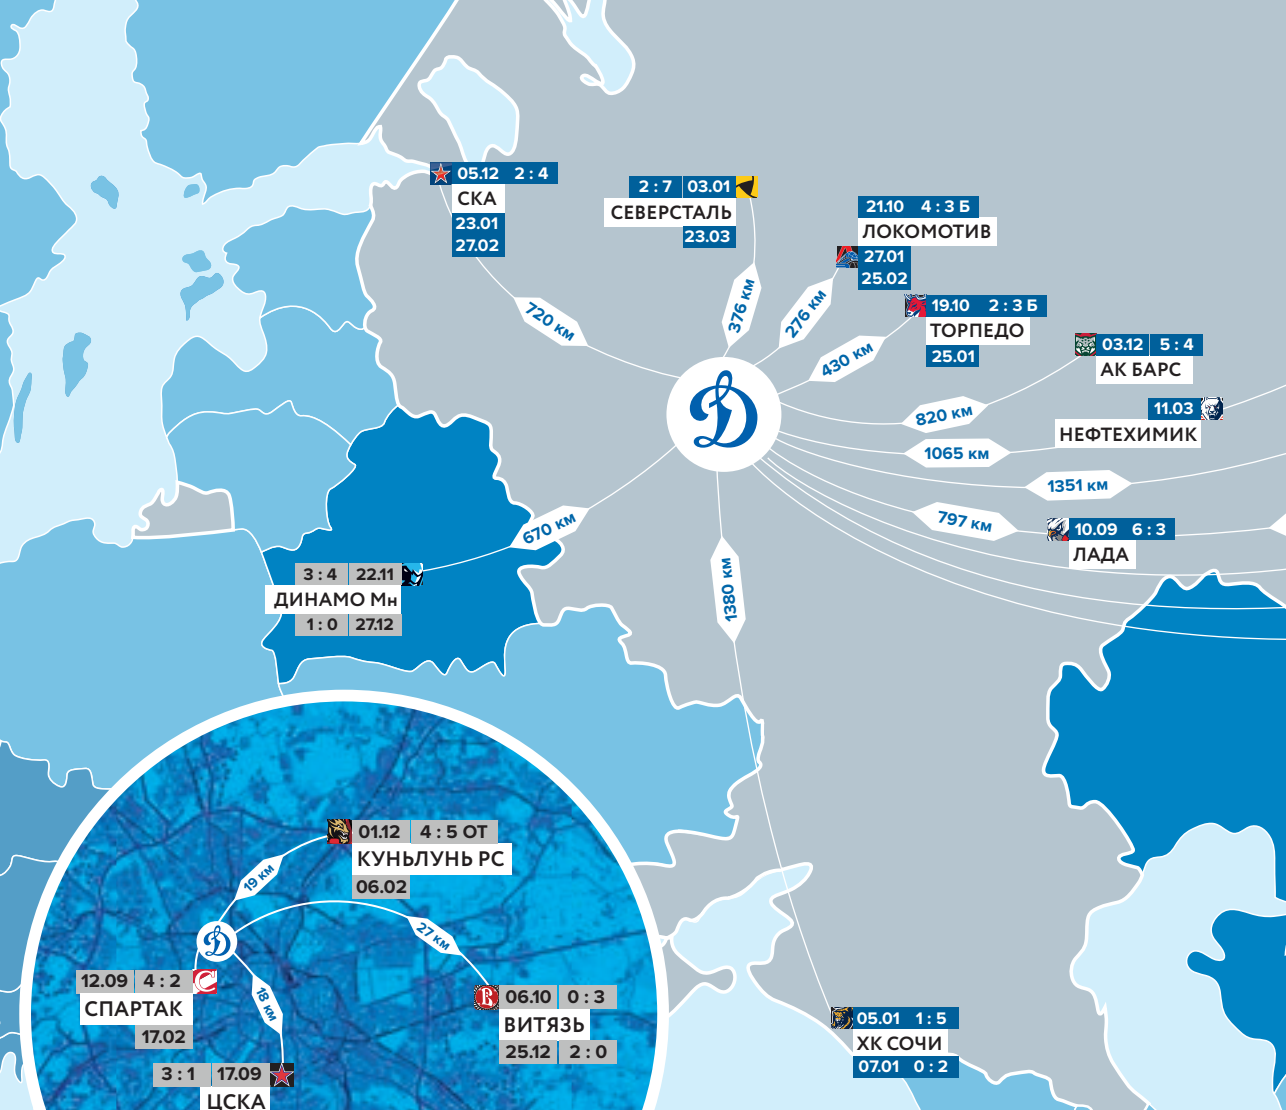 05.12 2 : 4
СКА
23.01
27.02
2 : 7 03.01
СЕВЕРСТАЛЬ
23.03
21.10 4 : 3 Б
ЛОКОМОТИВ
27.01
25.02
19.10 2 : 3 Б
ТОРПЕДО
25.01
03.12 5 : 4
АК БАРС
11.03
НЕФТЕХИМИК
10.09 6 : 3
ЛАДА
720 км
376 км
276 км
430 км
820 км
1065 км
1351 км
797 км
670 км
1380 км
Д
3 : 4 22.11
ДИНАМО Мн
1 : 0 27.12
01.12 4 : 5 ОТ
КУНЬЛУНЬ РС
06.02
19 км
27 км
18 км
Д
12.09 4 : 2
СПАРТАК
17.02
06.10 0 : 3
ВИТЯЗЬ
25.12 2 : 0
3 : 1 17.09
ЦСКА
05.01 1 : 5
ХК СОЧИ
07.01 0 : 2